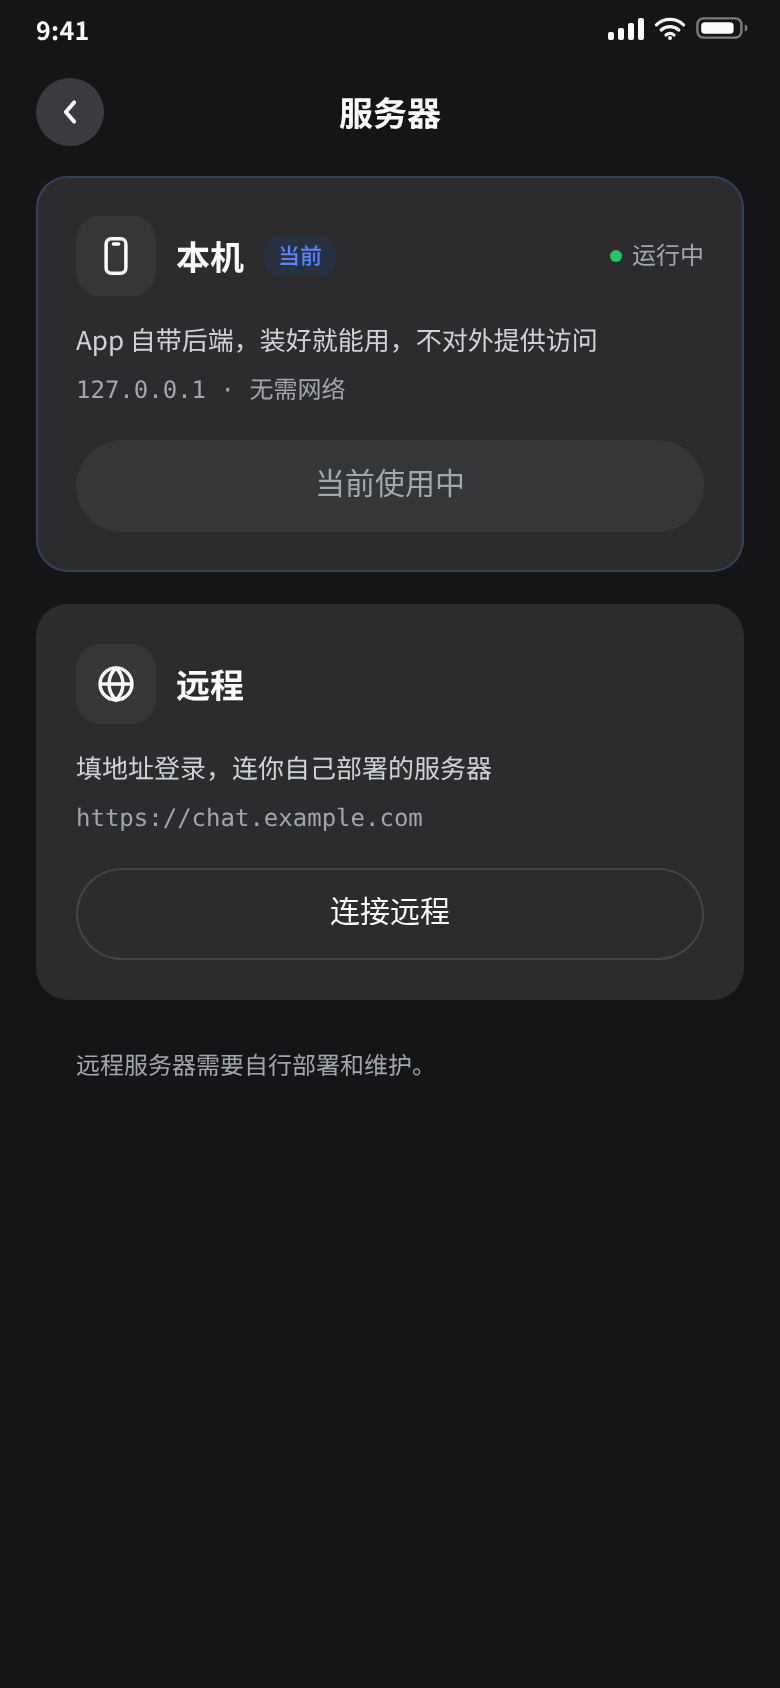 9:41
服务器
本机 当前 运行中
App 自带后端，装好就能用，不对外提供访问
127.0.0.1 · 无需网络
当前使用中
远程
填地址登录，连你自己部署的服务器
https://chat.example.com
连接远程
远程服务器需要自行部署和维护。